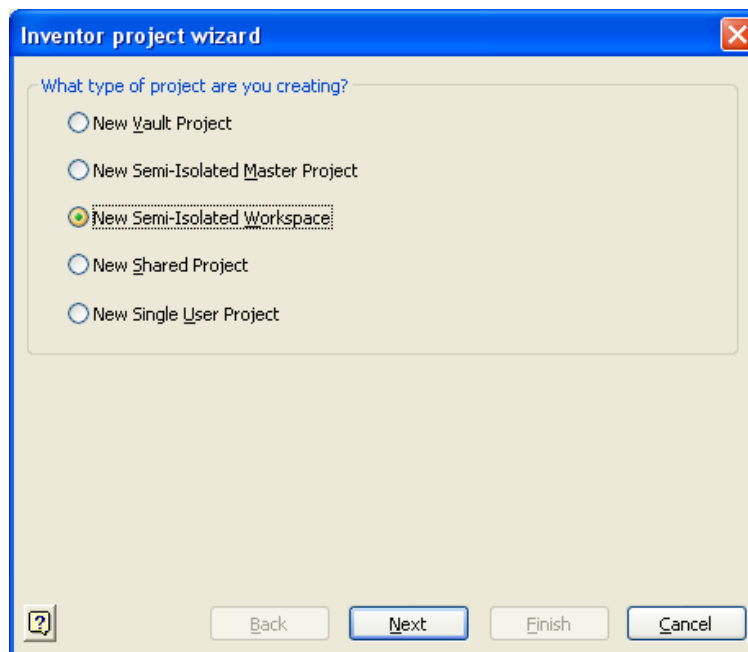 Inventor project wizard
What type of project are you creating?
New Vault Project
New Semi-Isolated Master Project
New Semi-Isolated Workspace
New Shared Project
New Single User Project
Back Next Finish Cancel